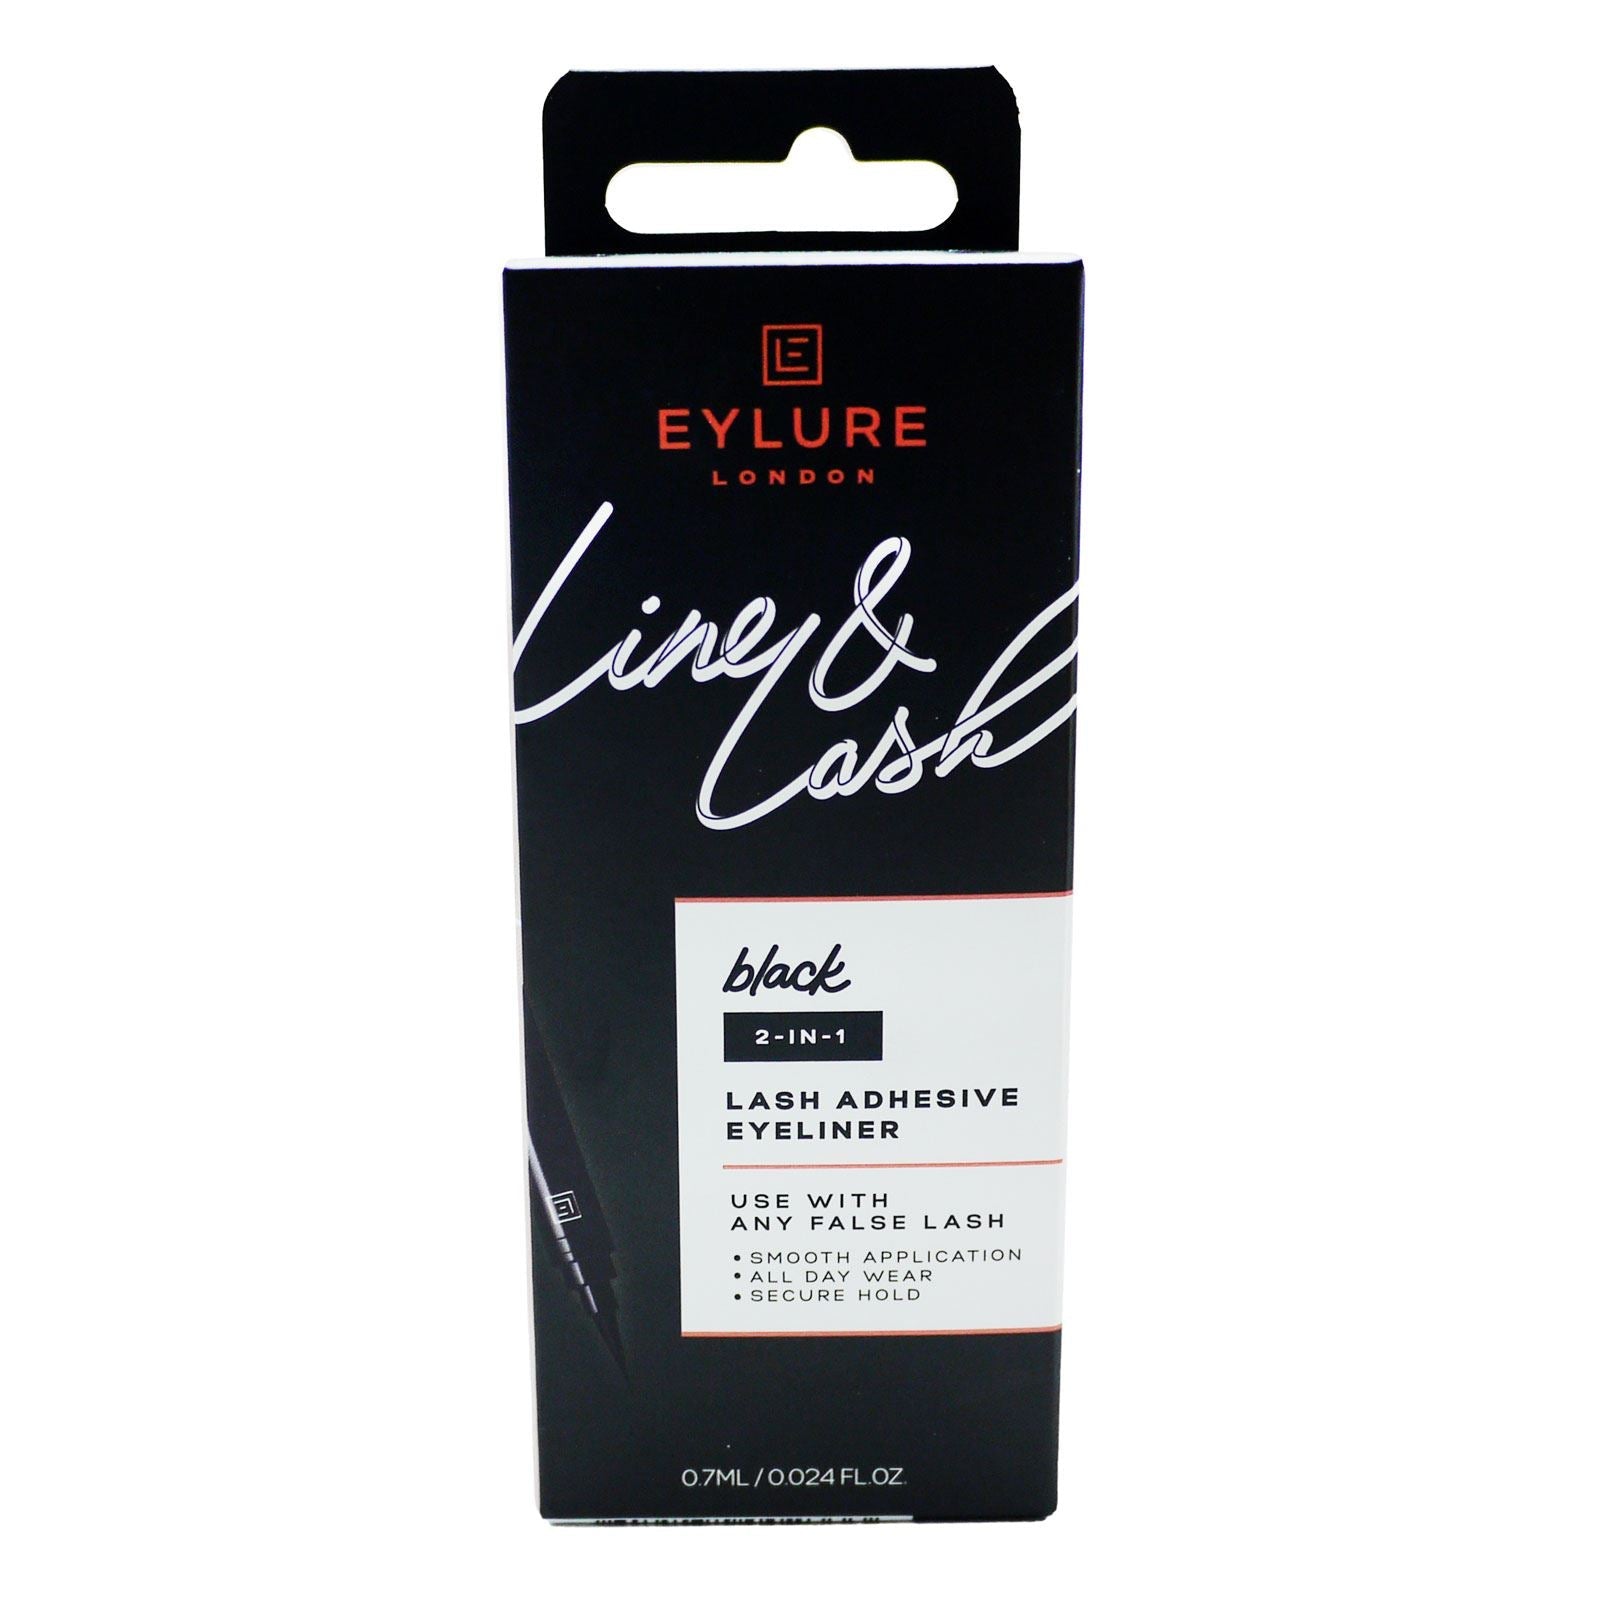 EYLURE
LONDON
Line &
Lash
black
2-IN-1
LASH ADHESIVE
EYELINER
USE WITH
ANY FALSE LASH
• SMOOTH APPLICATION
• ALL DAY WEAR
• SECURE HOLD
0.7ML / 0.024 FL.OZ.